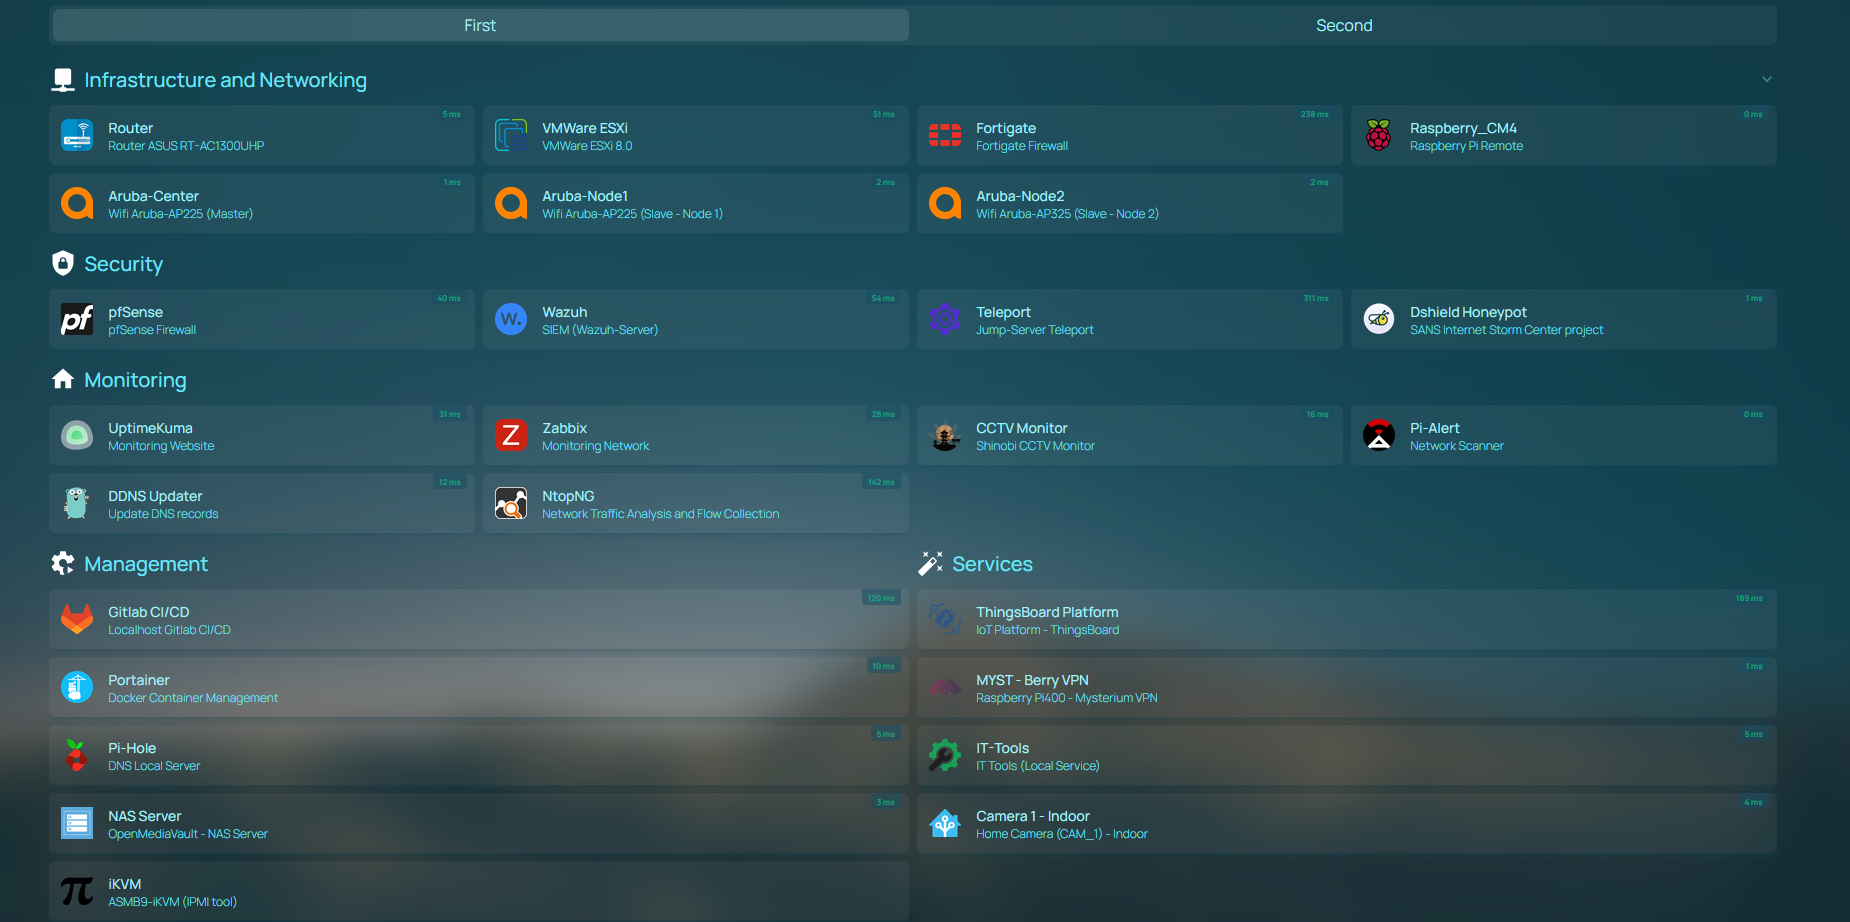 First
Second
Infrastructure and Networking
5 ms
Router
Router ASUS RT-AC1300UHP
51 ms
VMWare ESXi
VMWare ESXi 8.0
238 ms
Fortigate
Fortigate Firewall
0 ms
Raspberry_CM4
Raspberry Pi Remote
1 ms
Aruba-Center
Wifi Aruba-AP225 (Master)
2 ms
Aruba-Node1
Wifi Aruba-AP225 (Slave - Node 1)
2 ms
Aruba-Node2
Wifi Aruba-AP325 (Slave - Node 2)
Security
40 ms
pf
pfSense
pfSense Firewall
54 ms
W.
Wazuh
SIEM (Wazuh-Server)
311 ms
Teleport
Jump-Server Teleport
1 ms
Dshield Honeypot
SANS Internet Storm Center project
Monitoring
31 ms
UptimeKuma
Monitoring Website
28 ms
Z
Zabbix
Monitoring Network
16 ms
CCTV Monitor
Shinobi CCTV Monitor
0 ms
Pi-Alert
Network Scanner
12 ms
DDNS Updater
Update DNS records
142 ms
NtopNG
Network Traffic Analysis and Flow Collection
Management
120 ms
Gitlab CI/CD
Localhost Gitlab CI/CD
10 ms
Portainer
Docker Container Management
5 ms
Pi-Hole
DNS Local Server
3 ms
NAS Server
OpenMediaVault - NAS Server
π
iKVM
ASMB9-iKVM (IPMI tool)
Services
189 ms
ThingsBoard Platform
IoT Platform - ThingsBoard
1 ms
MYST - Berry VPN
Raspberry Pi400 - Mysterium VPN
5 ms
IT-Tools
IT Tools (Local Service)
4 ms
Camera 1 - Indoor
Home Camera (CAM_1) - Indoor